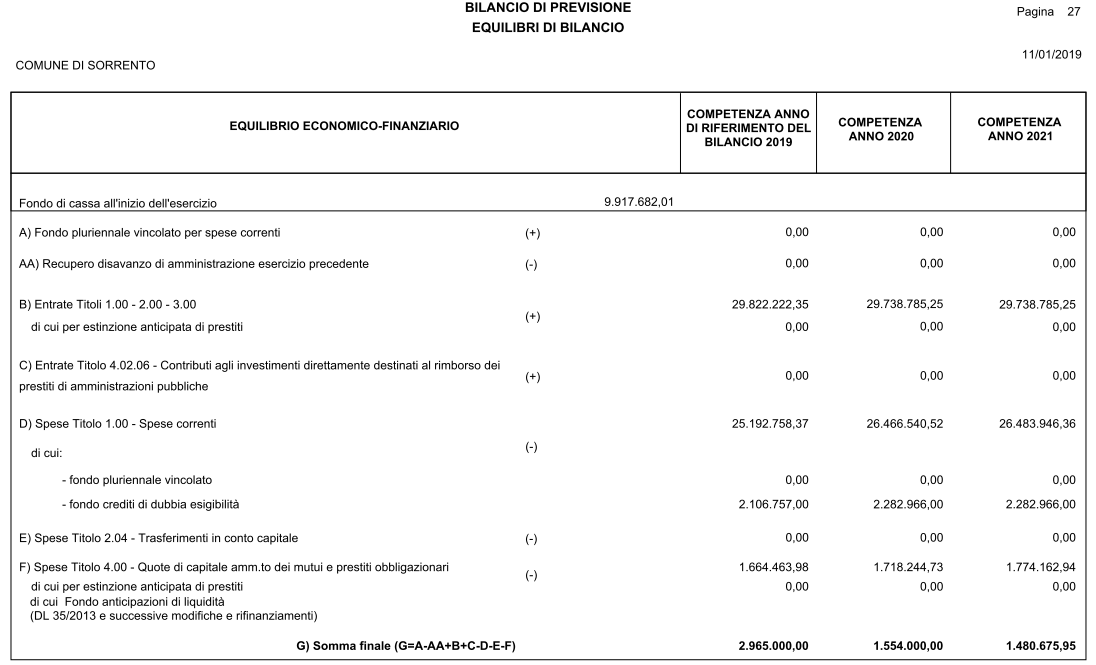 BILANCIO DI PREVISIONE
Pagina 27
EQUILIBRI DI BILANCIO
11/01/2019
COMUNE DI SORRENTO
EQUILIBRIO ECONOMICO-FINANZIARIO
COMPETENZA ANNO DI RIFERIMENTO DEL BILANCIO 2019
COMPETENZA ANNO 2020
COMPETENZA ANNO 2021
Fondo di cassa all'inizio dell'esercizio 9.917.682,01
A) Fondo pluriennale vincolato per spese correnti (+) 0,00 0,00 0,00
AA) Recupero disavanzo di amministrazione esercizio precedente (-) 0,00 0,00 0,00
B) Entrate Titoli 1.00 - 2.00 - 3.00 (+) 29.822.222,35 29.738.785,25 29.738.785,25
di cui per estinzione anticipata di prestiti 0,00 0,00 0,00
C) Entrate Titolo 4.02.06 - Contributi agli investimenti direttamente destinati al rimborso dei
prestiti di amministrazioni pubbliche (+) 0,00 0,00 0,00
D) Spese Titolo 1.00 - Spese correnti 25.192.758,37 26.466.540,52 26.483.946,36
(-)
di cui:
- fondo pluriennale vincolato 0,00 0,00 0,00
- fondo crediti di dubbia esigibilità 2.106.757,00 2.282.966,00 2.282.966,00
E) Spese Titolo 2.04 - Trasferimenti in conto capitale (-) 0,00 0,00 0,00
F) Spese Titolo 4.00 - Quote di capitale amm.to dei mutui e prestiti obbligazionari (-) 1.664.463,98 1.718.244,73 1.774.162,94
di cui per estinzione anticipata di prestiti 0,00 0,00 0,00
di cui Fondo anticipazioni di liquidità
(DL 35/2013 e successive modifiche e rifinanziamenti)
G) Somma finale (G=A-AA+B+C-D-E-F) 2.965.000,00 1.554.000,00 1.480.675,95